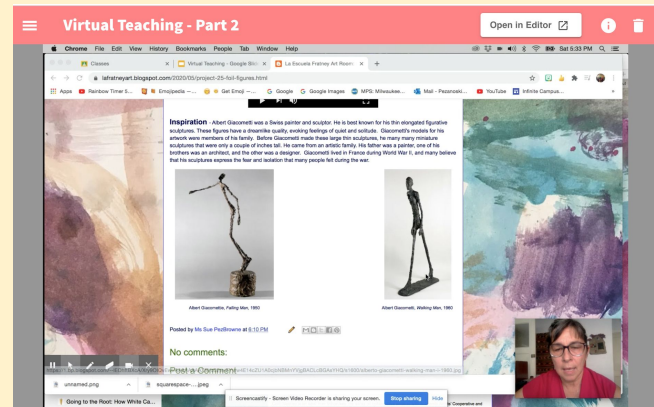 Virtual Teaching - Part 2
Open in Editor
Chrome File Edit View History Bookmarks People Tab Window Help
Sat 5:33 PM
Classes
Virtual Teaching - Google Slid
La Escuela Fratney Art Room
lafratneyart.blogspot.com/2020/05/project-25-foil-figures.html
Apps
Rainbow Timer 5...
Emojipedia —...
Get Emoji —...
Google
Google Images
MPS: Milwaukee...
YouTube
Infinite Campus...
Inspiration - Albert Giacometti was a Swiss painter and sculptor. He is best known for his thin elongated figurative
sculptures. These figures have a dreamlike quality, evoking feelings of quiet and solitude. Giacometti's models for his
artwork were members of his family. Before Giacometti made these large thin sculptures, he many many miniature
sculptures that were only a couple of inches tall. He came from an artistic family. His father was a painter, one of his
brothers was an architect, and the other was a designer. Giacometti lived in France during World War II, and many believe
that his sculptures express the fear and isolation that many people felt during the war.
Albert Giacomettie, Falling Man, 1950
Albert Giacometti, Walking Man, 1960
Posted by Ms Sue PezBrowne at 6:10 PM
No comments:
Post a Comment
unnamed.png
squarespace-....jpeg
Going to the Root: How White Ca...
Screencastify - Screen Video Recorder is sharing your screen.
Stop sharing
Hide
Cooperative and